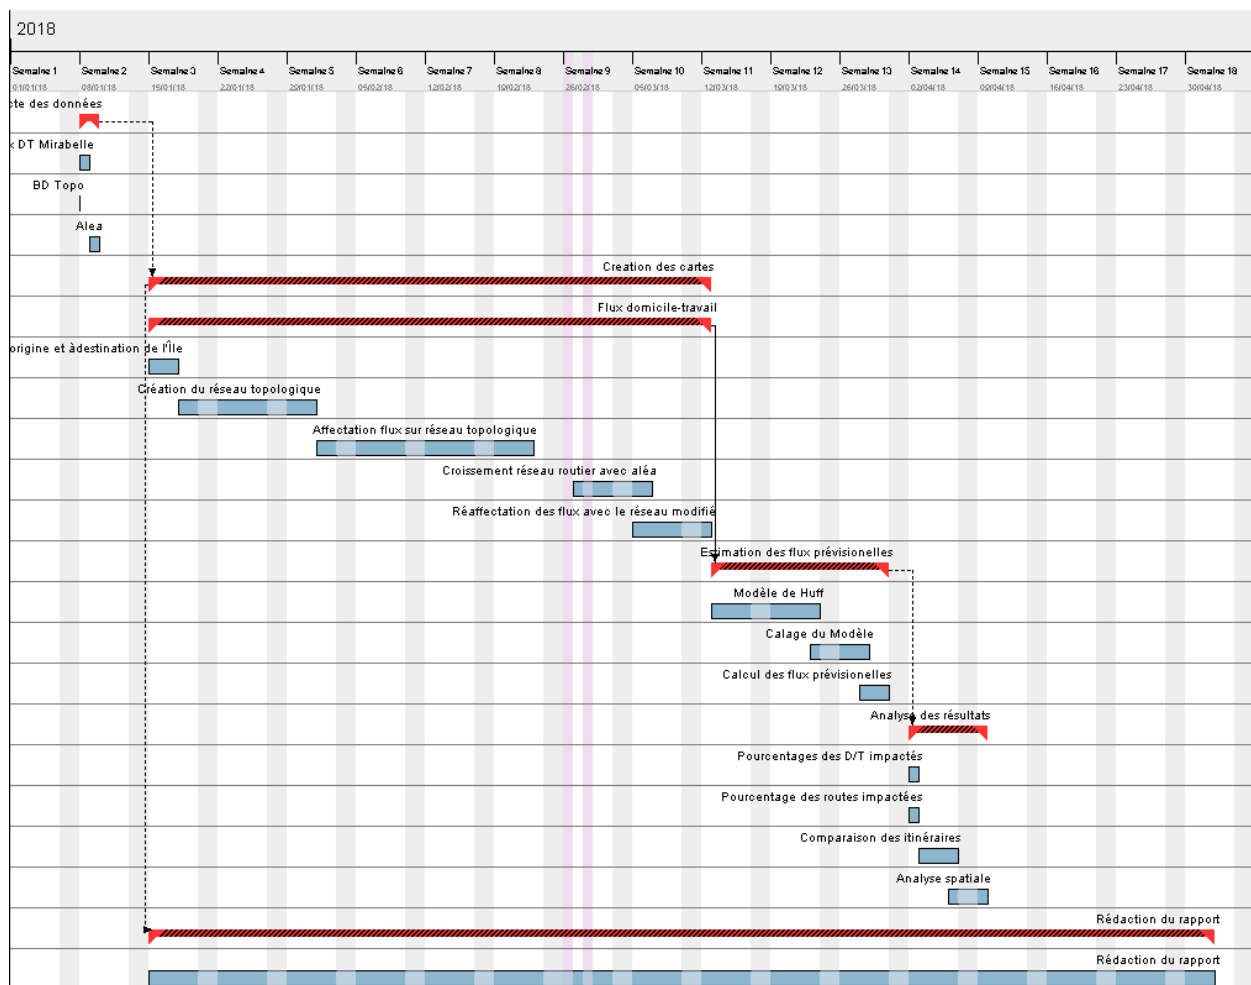 2018
Semaine 1 Semaine 2 Semaine 3 Semaine 4 Semaine 5 Semaine 6 Semaine 7 Semaine 8 Semaine 9 Semaine 10 Semaine 11 Semaine 12 Semaine 13 Semaine 14 Semaine 15 Semaine 16 Semaine 17 Semaine 18
01/01/18 08/01/18 15/01/18 22/01/18 29/01/18 05/02/18 12/02/18 19/02/18 26/02/18 05/03/18 12/03/18 19/03/18 26/03/18 02/04/18 09/04/18 16/04/18 23/04/18 30/04/18
cte des données
x DT Mirabelle
BD Topo
Alea
Creation des cartes
Flux domicile-travail
origine et àdestination de l'Île
Création du réseau topologique
Affectation flux sur réseau topologique
Croissement réseau routier avec aléa
Réaffectation des flux avec le réseau modifié
Estimation des flux prévisionelles
Modèle de Huff
Calage du Modèle
Calcul des flux prévisionelles
Analyse des résultats
Pourcentages des D/T impactés
Pourcentage des routes impactées
Comparaison des itinéraires
Analyse spatiale
Rédaction du rapport
Rédaction du rapport